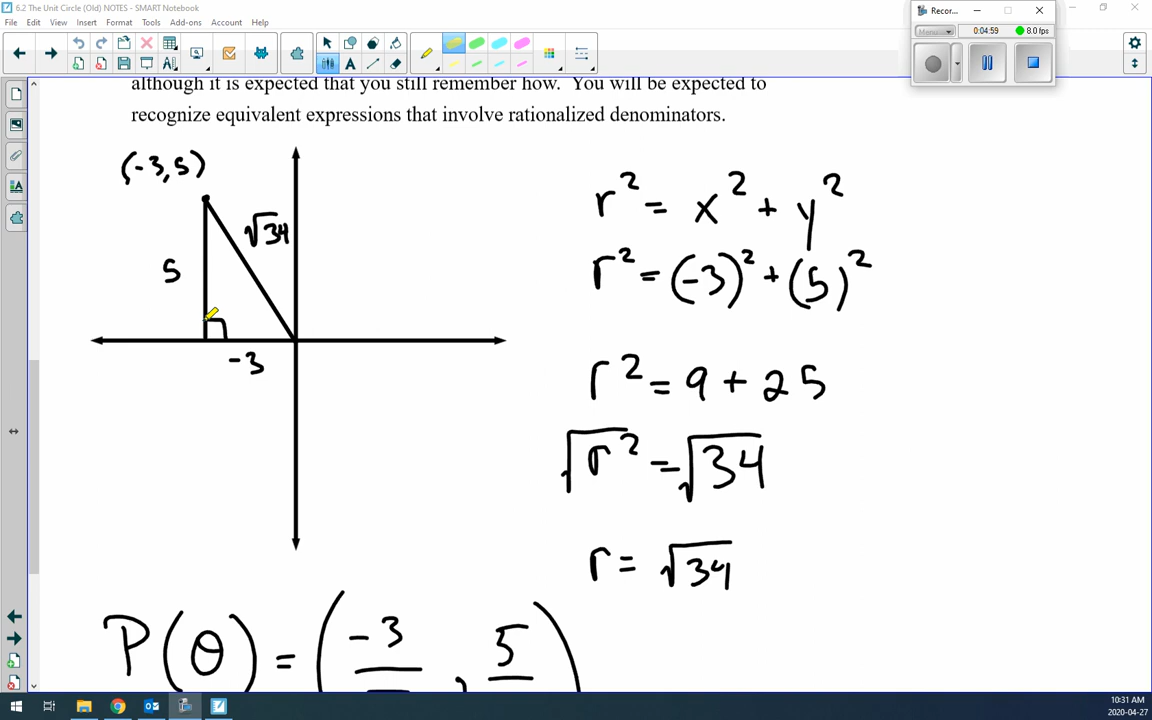 6.2 The Unit Circle (Old) NOTES - SMART Notebook
File Edit View Insert Format Tools Add-ons Account Help
Recor...
Menu
0:04:59
8.0 fps
although it is expected that you still remember how. You will be expected to
recognize equivalent expressions that involve rationalized denominators.
(-3,5)
√34
5
-3
r² = x² + y²
r² = (-3)² + (5)²
r² = 9 + 25
√r² = √34
r = √34
P(θ) = (-3 , 5 )
10:31 AM
2020-04-27